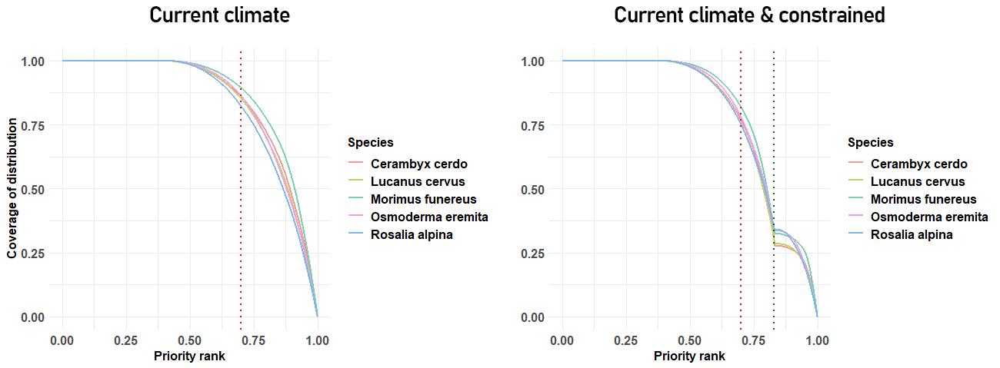 Current climate
Coverage of distribution
1.00
0.75
0.50
0.25
0.00
0.00 0.25 0.50 0.75 1.00
Priority rank
Species
Cerambyx cerdo
Lucanus cervus
Morimus funereus
Osmoderma eremita
Rosalia alpina
Current climate & constrained
1.00
0.75
0.50
0.25
0.00
0.00 0.25 0.50 0.75 1.00
Priority rank
Species
Cerambyx cerdo
Lucanus cervus
Morimus funereus
Osmoderma eremita
Rosalia alpina